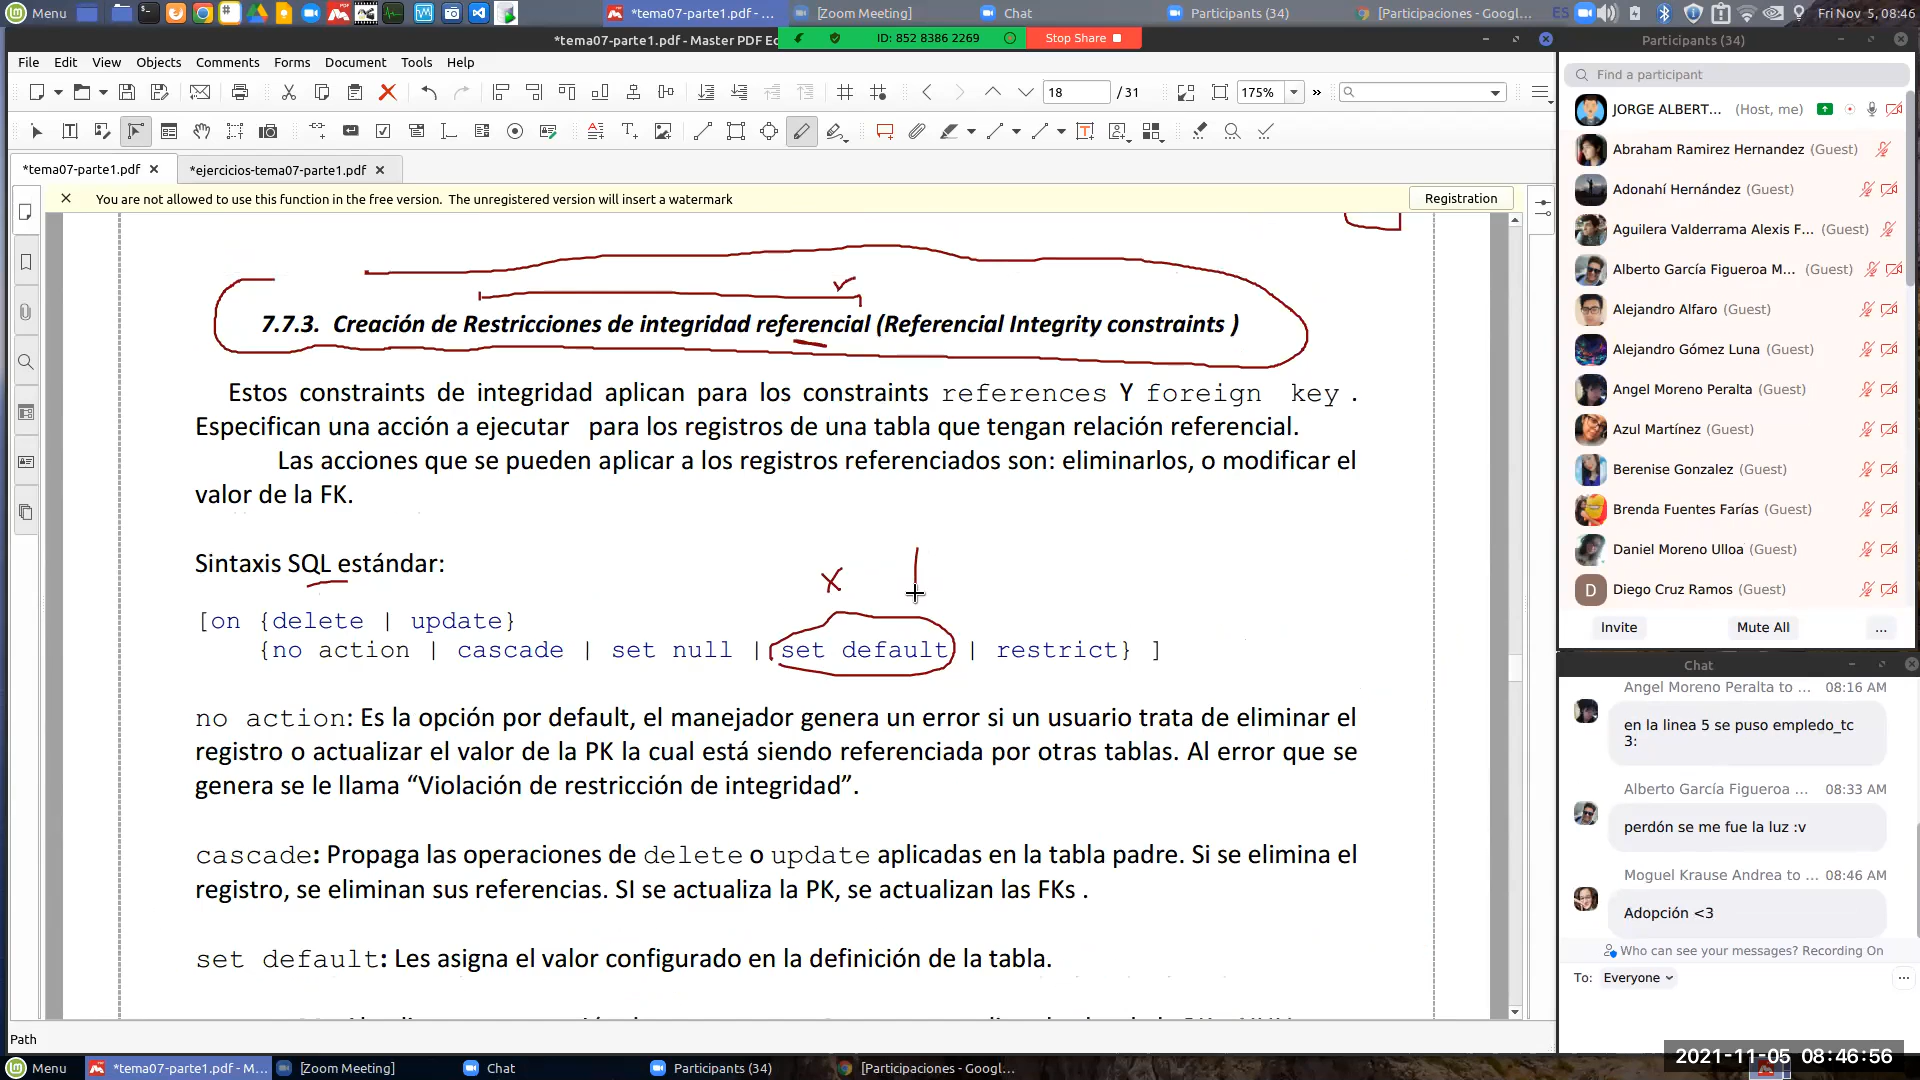 Menu
*tema07-parte1.pdf - ...
[Zoom Meeting]
Chat
Participants (34)
[Participaciones - Googl...
ES
Fri Nov 5, 08:46
*tema07-parte1.pdf - Master PDF Ec
ID: 852 8386 2269
Stop Share
Participants (34)
File Edit View Objects Comments Forms Document Tools Help
18 / 31
175%
*tema07-parte1.pdf
*ejercicios-tema07-parte1.pdf
You are not allowed to use this function in the free version. The unregistered version will insert a watermark
Registration
7.7.3. Creación de Restricciones de integridad referencial (Referencial Integrity constraints )
Estos constraints de integridad aplican para los constraints references Y foreign key .
Especifican una acción a ejecutar para los registros de una tabla que tengan relación referencial.
Las acciones que se pueden aplicar a los registros referenciados son: eliminarlos, o modificar el
valor de la FK.
Sintaxis SQL estándar:
x
[on {delete | update}
{no action | cascade | set null | set default | restrict} ]
no action: Es la opción por default, el manejador genera un error si un usuario trata de eliminar el
registro o actualizar el valor de la PK la cual está siendo referenciada por otras tablas. Al error que se
genera se le llama “Violación de restricción de integridad”.
cascade: Propaga las operaciones de delete o update aplicadas en la tabla padre. Si se elimina el
registro, se eliminan sus referencias. SI se actualiza la PK, se actualizan las FKs .
set default: Les asigna el valor configurado en la definición de la tabla.
Path
Find a participant
JORGE ALBERT... (Host, me)
Abraham Ramirez Hernandez (Guest)
Adonahí Hernández (Guest)
Aguilera Valderrama Alexis F... (Guest)
Alberto García Figueroa M... (Guest)
Alejandro Alfaro (Guest)
Alejandro Gómez Luna (Guest)
Angel Moreno Peralta (Guest)
Azul Martínez (Guest)
Berenise Gonzalez (Guest)
Brenda Fuentes Farías (Guest)
Daniel Moreno Ulloa (Guest)
D Diego Cruz Ramos (Guest)
Invite
Mute All
...
Chat
Angel Moreno Peralta to ... 08:16 AM
en la linea 5 se puso empledo_tc
3:
Alberto García Figueroa ... 08:33 AM
perdón se me fue la luz :v
Moguel Krause Andrea to ... 08:46 AM
Adopción <3
Who can see your messages? Recording On
To: Everyone
2021-11-05 08:46:56
Menu
*tema07-parte1.pdf - M...
[Zoom Meeting]
Chat
Participants (34)
[Participaciones - Googl...